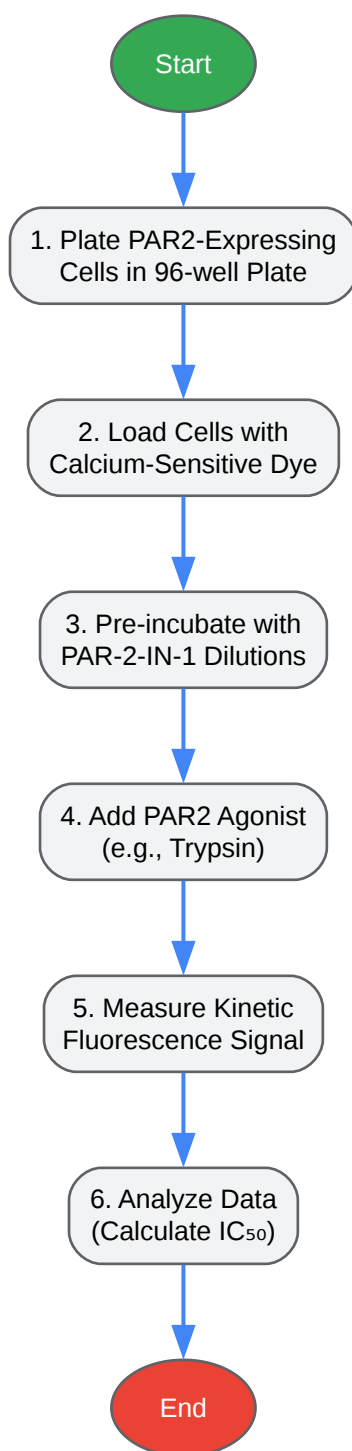 Start
1. Plate PAR2-Expressing
Cells in 96-well Plate
2. Load Cells with
Calcium-Sensitive Dye
3. Pre-incubate with
PAR-2-IN-1 Dilutions
4. Add PAR2 Agonist
(e.g., Trypsin)
5. Measure Kinetic
Fluorescence Signal
6. Analyze Data
(Calculate IC₅₀)
End